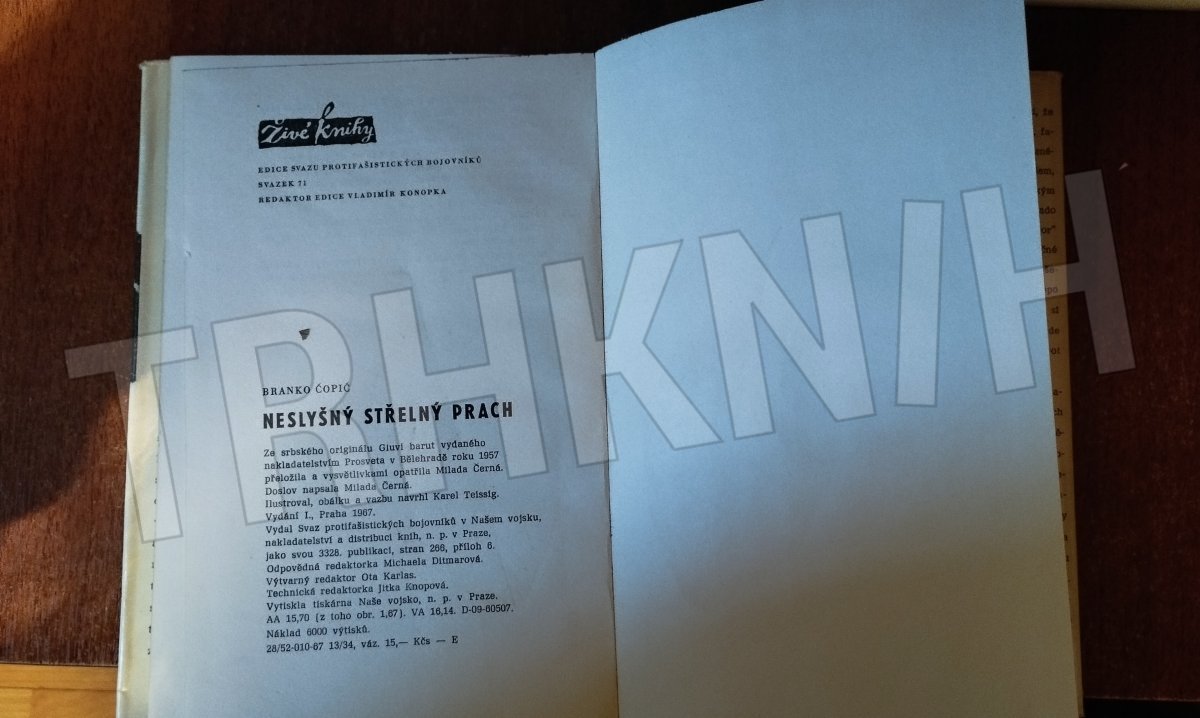 Živé knihy
EDICE SVAZU PROTIFAŠISTICKÝCH BOJOVNÍKŮ
SVAZEK 71
REDAKTOR EDICE VLADIMÍR KONOPKA
BRANKO ĆOPIĆ
NESLYŠNÝ STŘELNÝ PRACH
Ze srbského originálu Gluvi barut vydaného
nakladatelstvím Prosveta v Bělehradě roku 1957
přeložila a vysvětlivkami opatřila Milada Černá.
Doslov napsala Milada Černá.
Ilustroval, obálku a vazbu navrhl Karel Teissig.
Vydání I., Praha 1967.
Vydal Svaz protifašistických bojovníků v Našem vojsku,
nakladatelství a distribuci knih, n. p. v Praze,
jako svou 3328. publikaci, stran 266, příloh 6.
Odpovědná redaktorka Michaela Ditmarová.
Výtvarný redaktor Ota Karlas.
Technická redaktorka Jitka Knopová.
Vytiskla tiskárna Naše vojsko, n. p. v Praze.
AA 15,70 (z toho obr. 1,67). VA 16,14. D-09-60507.
Náklad 6000 výtisků.
28/52-010-67 13/34, váz. 15,— Kčs — E
TRHKNIH